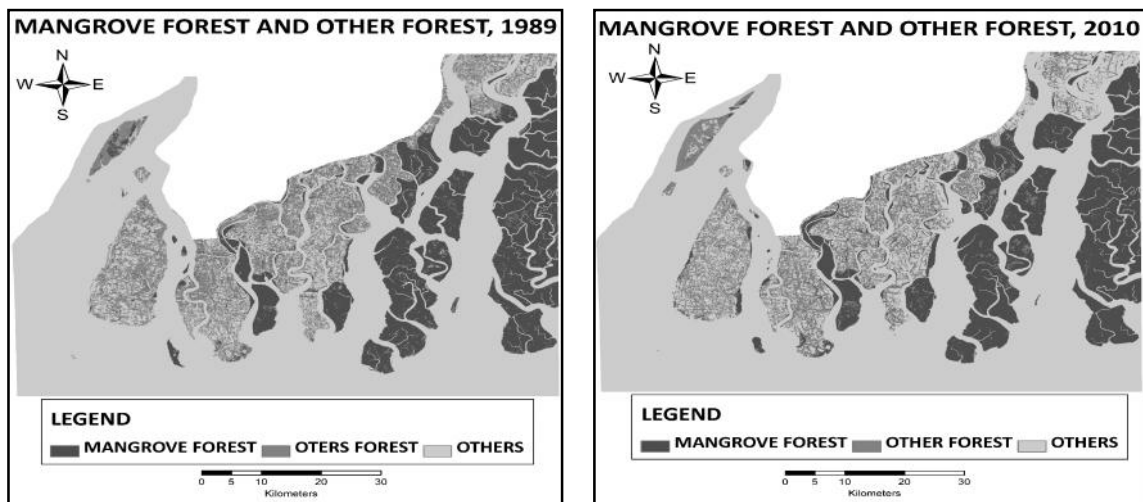 MANGROVE FOREST AND OTHER FOREST, 1989
N
W E
S
LEGEND
MANGROVE FOREST OTERS FOREST OTHERS
0 5 10 20 30
Kilometers
MANGROVE FOREST AND OTHER FOREST, 2010
N
W E
S
LEGEND
MANGROVE FOREST OTHER FOREST OTHERS
0 5 10 20 30
Kilometers